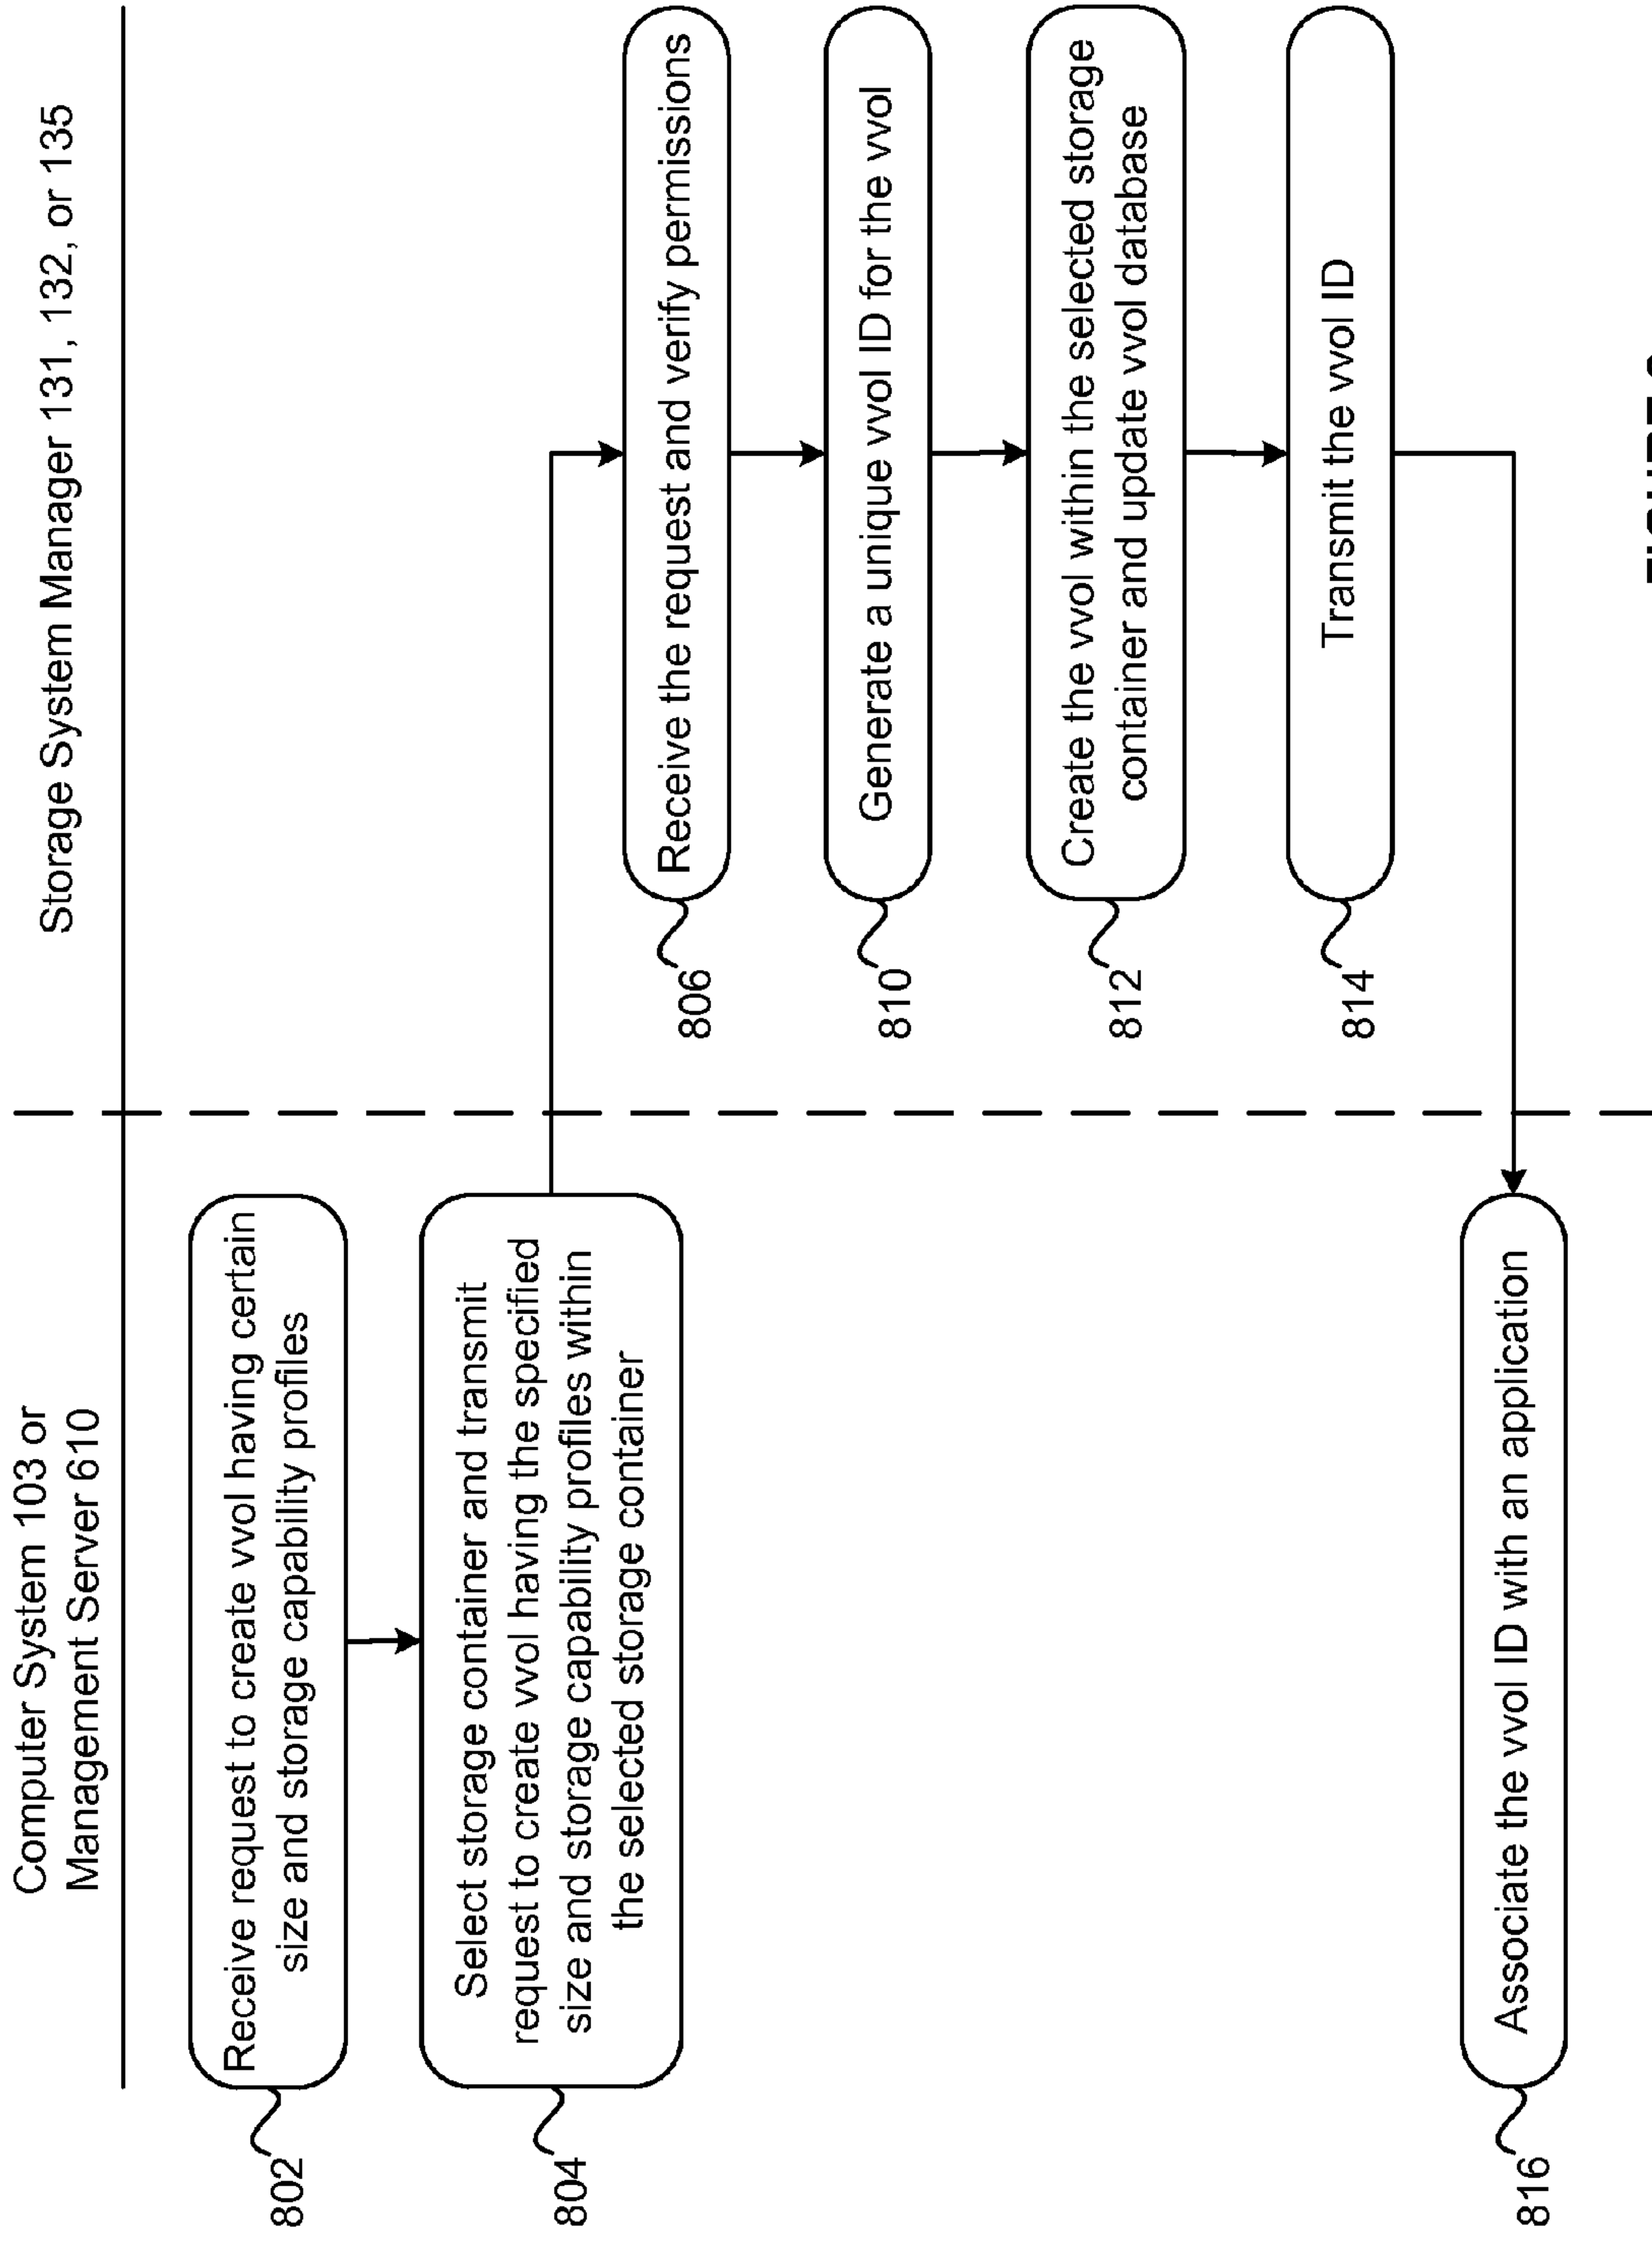 Computer System 103 or
Management Server 610
Storage System Manager 131, 132, or 135
802
Receive request to create vvol having certain
size and storage capability profiles
804
Select storage container and transmit
request to create vvol having the specified
size and storage capability profiles within
the selected storage container
806
Receive the request and verify permissions
810
Generate a unique vvol ID for the vvol
812
Create the vvol within the selected storage
container and update vvol database
814
Transmit the vvol ID
816
Associate the vvol ID with an application